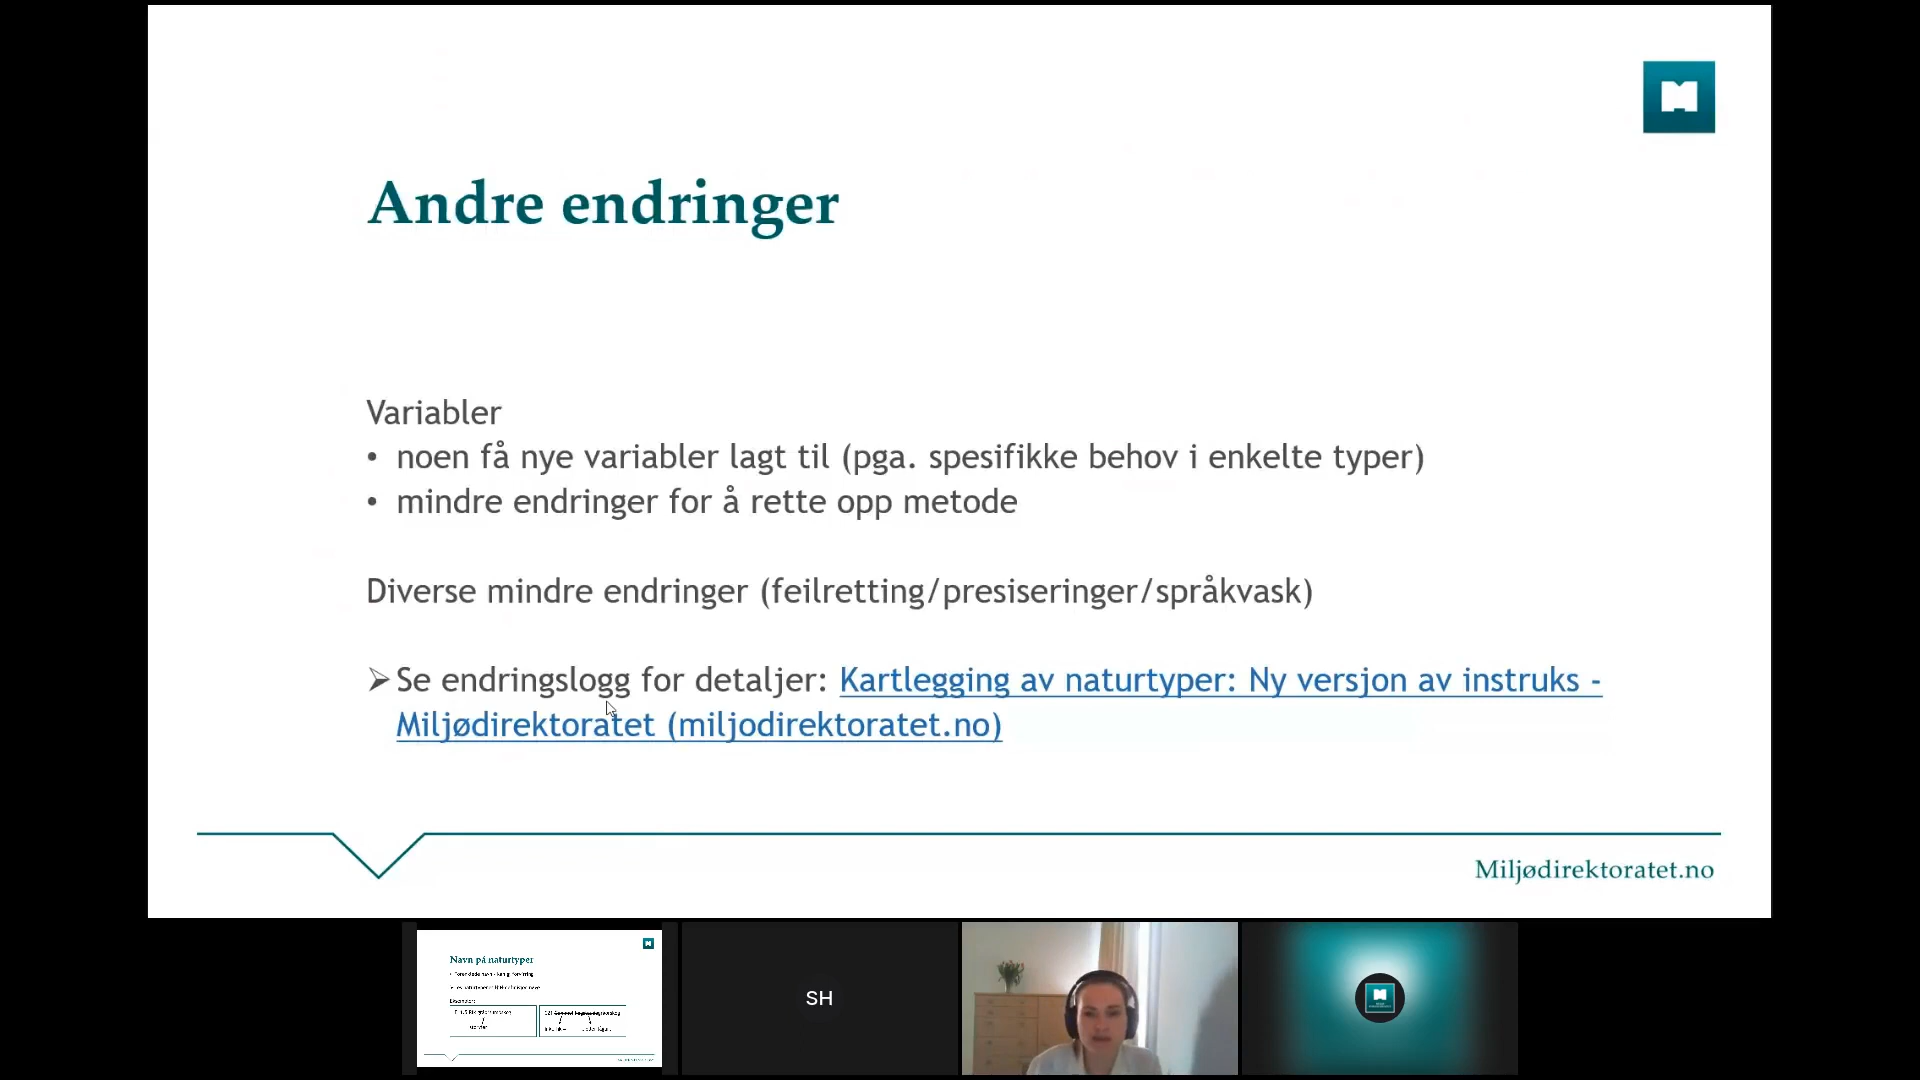 Andre endringer
Variabler
• noen få nye variabler lagt til (pga. spesifikke behov i enkelte typer)
• mindre endringer for å rette opp metode
Diverse mindre endringer (feilretting/presiseringer/språkvask)
➢ Se endringslogg for detaljer: Kartlegging av naturtyper: Ny versjon av instruks -
Miljødirektoratet (miljodirektoratet.no)
Miljødirektoratet.no
Navn på naturtyper
SH